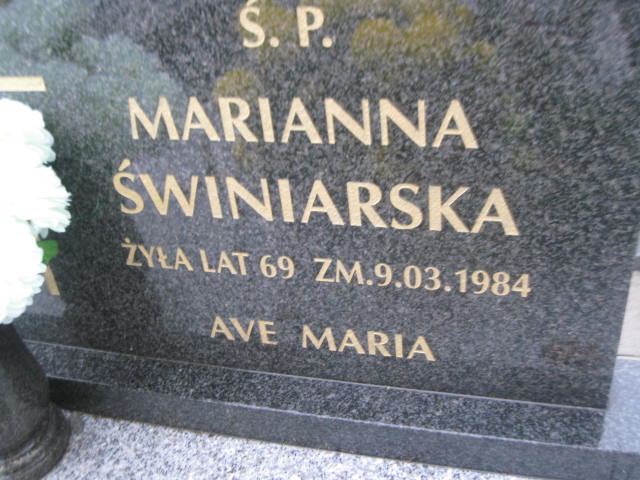 Ś. P.
MARIANNA
ŚWINIARSKA
ŻYŁA LAT 69 ZM.9.03.1984
AVE MARIA